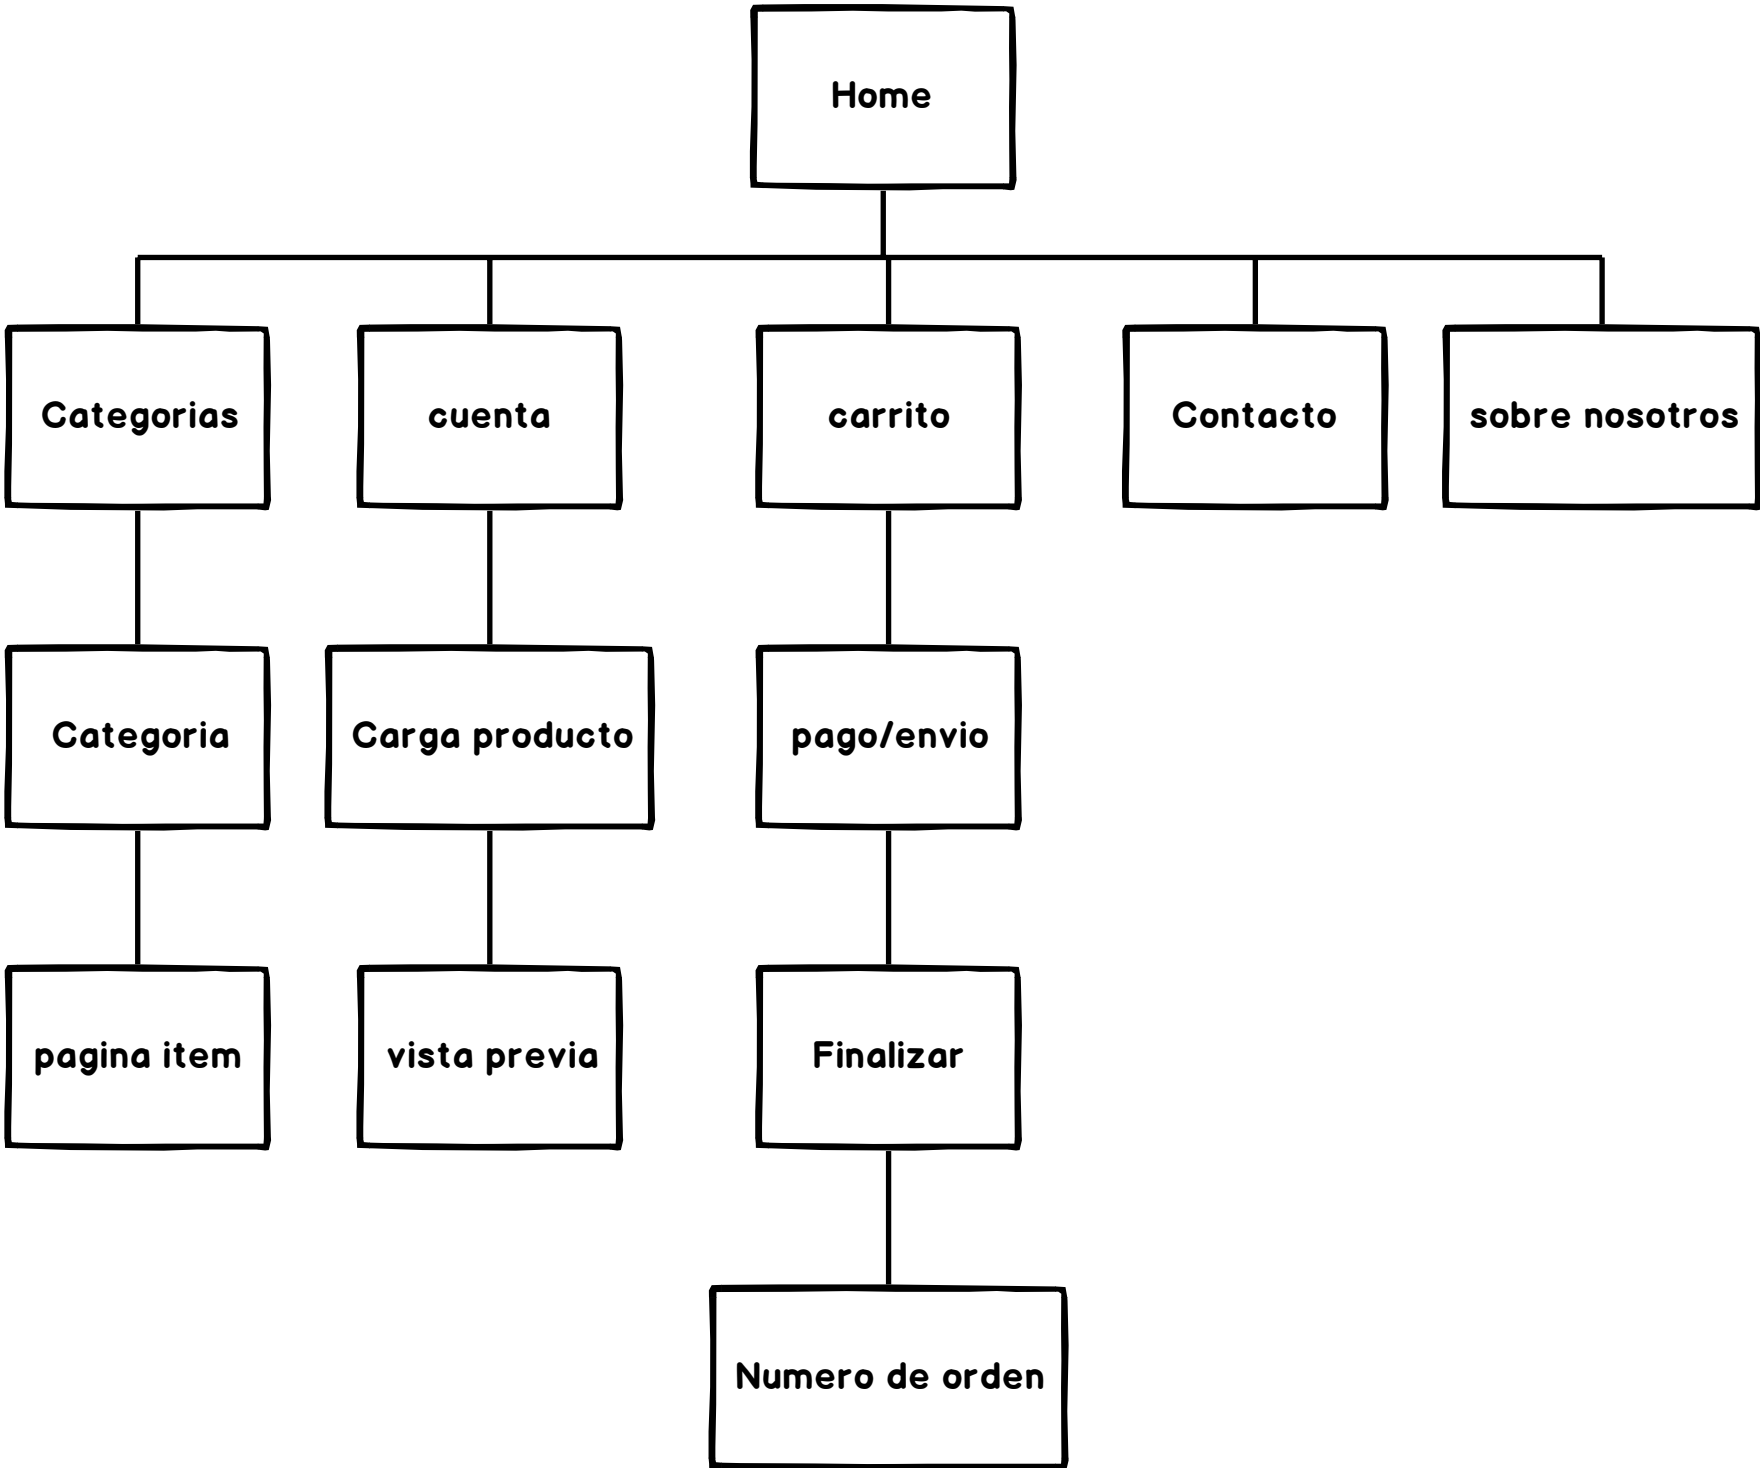 Home
Categorias
cuenta
carrito
Contacto
sobre nosotros
Categoria
Carga producto
pago/envio
pagina item
vista previa
Finalizar
Numero de orden